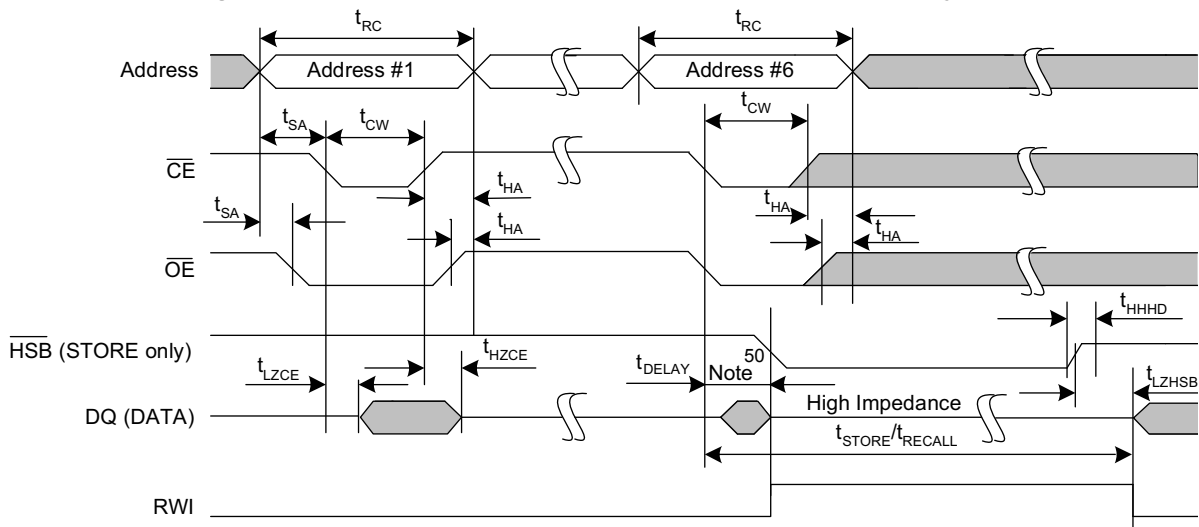 tRC tRC
Address Address #1 Address #6
tCW
tSA tCW
CE
tHA
tSA tHA
tHA tHA
OE
tHHHD
HSB (STORE only)
tHZCE 50
tLZCE tDELAY Note tLZHSB
DQ (DATA) High Impedance
tSTORE/tRECALL
RWI